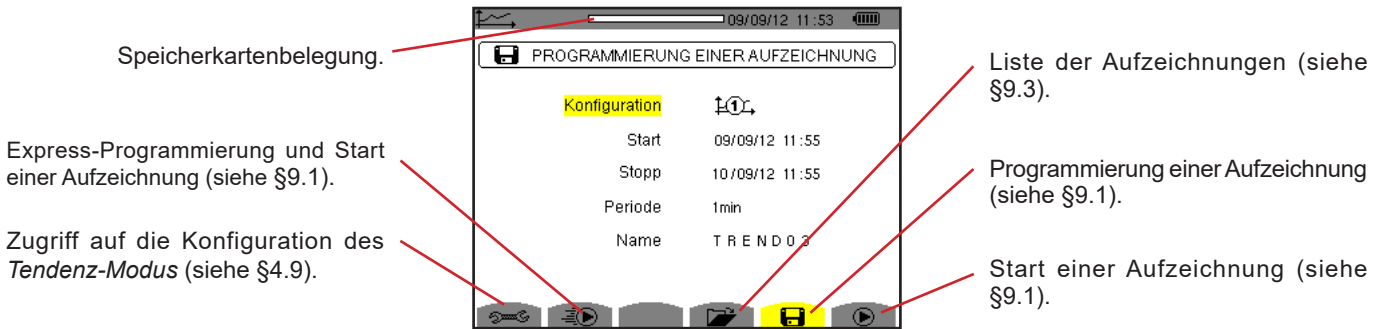 Speicherkartenbelegung.
Express-Programmierung und Start
einer Aufzeichnung (siehe §9.1).
Zugriff auf die Konfiguration des
Tendenz-Modus (siehe §4.9).
09/09/12 11:53
PROGRAMMIERUNG EINER AUFZEICHNUNG
Konfiguration 1
Start 09/09/12 11:55
Stopp 10/09/12 11:55
Periode 1min
Name TREND03
Liste der Aufzeichnungen (siehe
§9.3).
Programmierung einer Aufzeichnung
(siehe §9.1).
Start einer Aufzeichnung (siehe
§9.1).